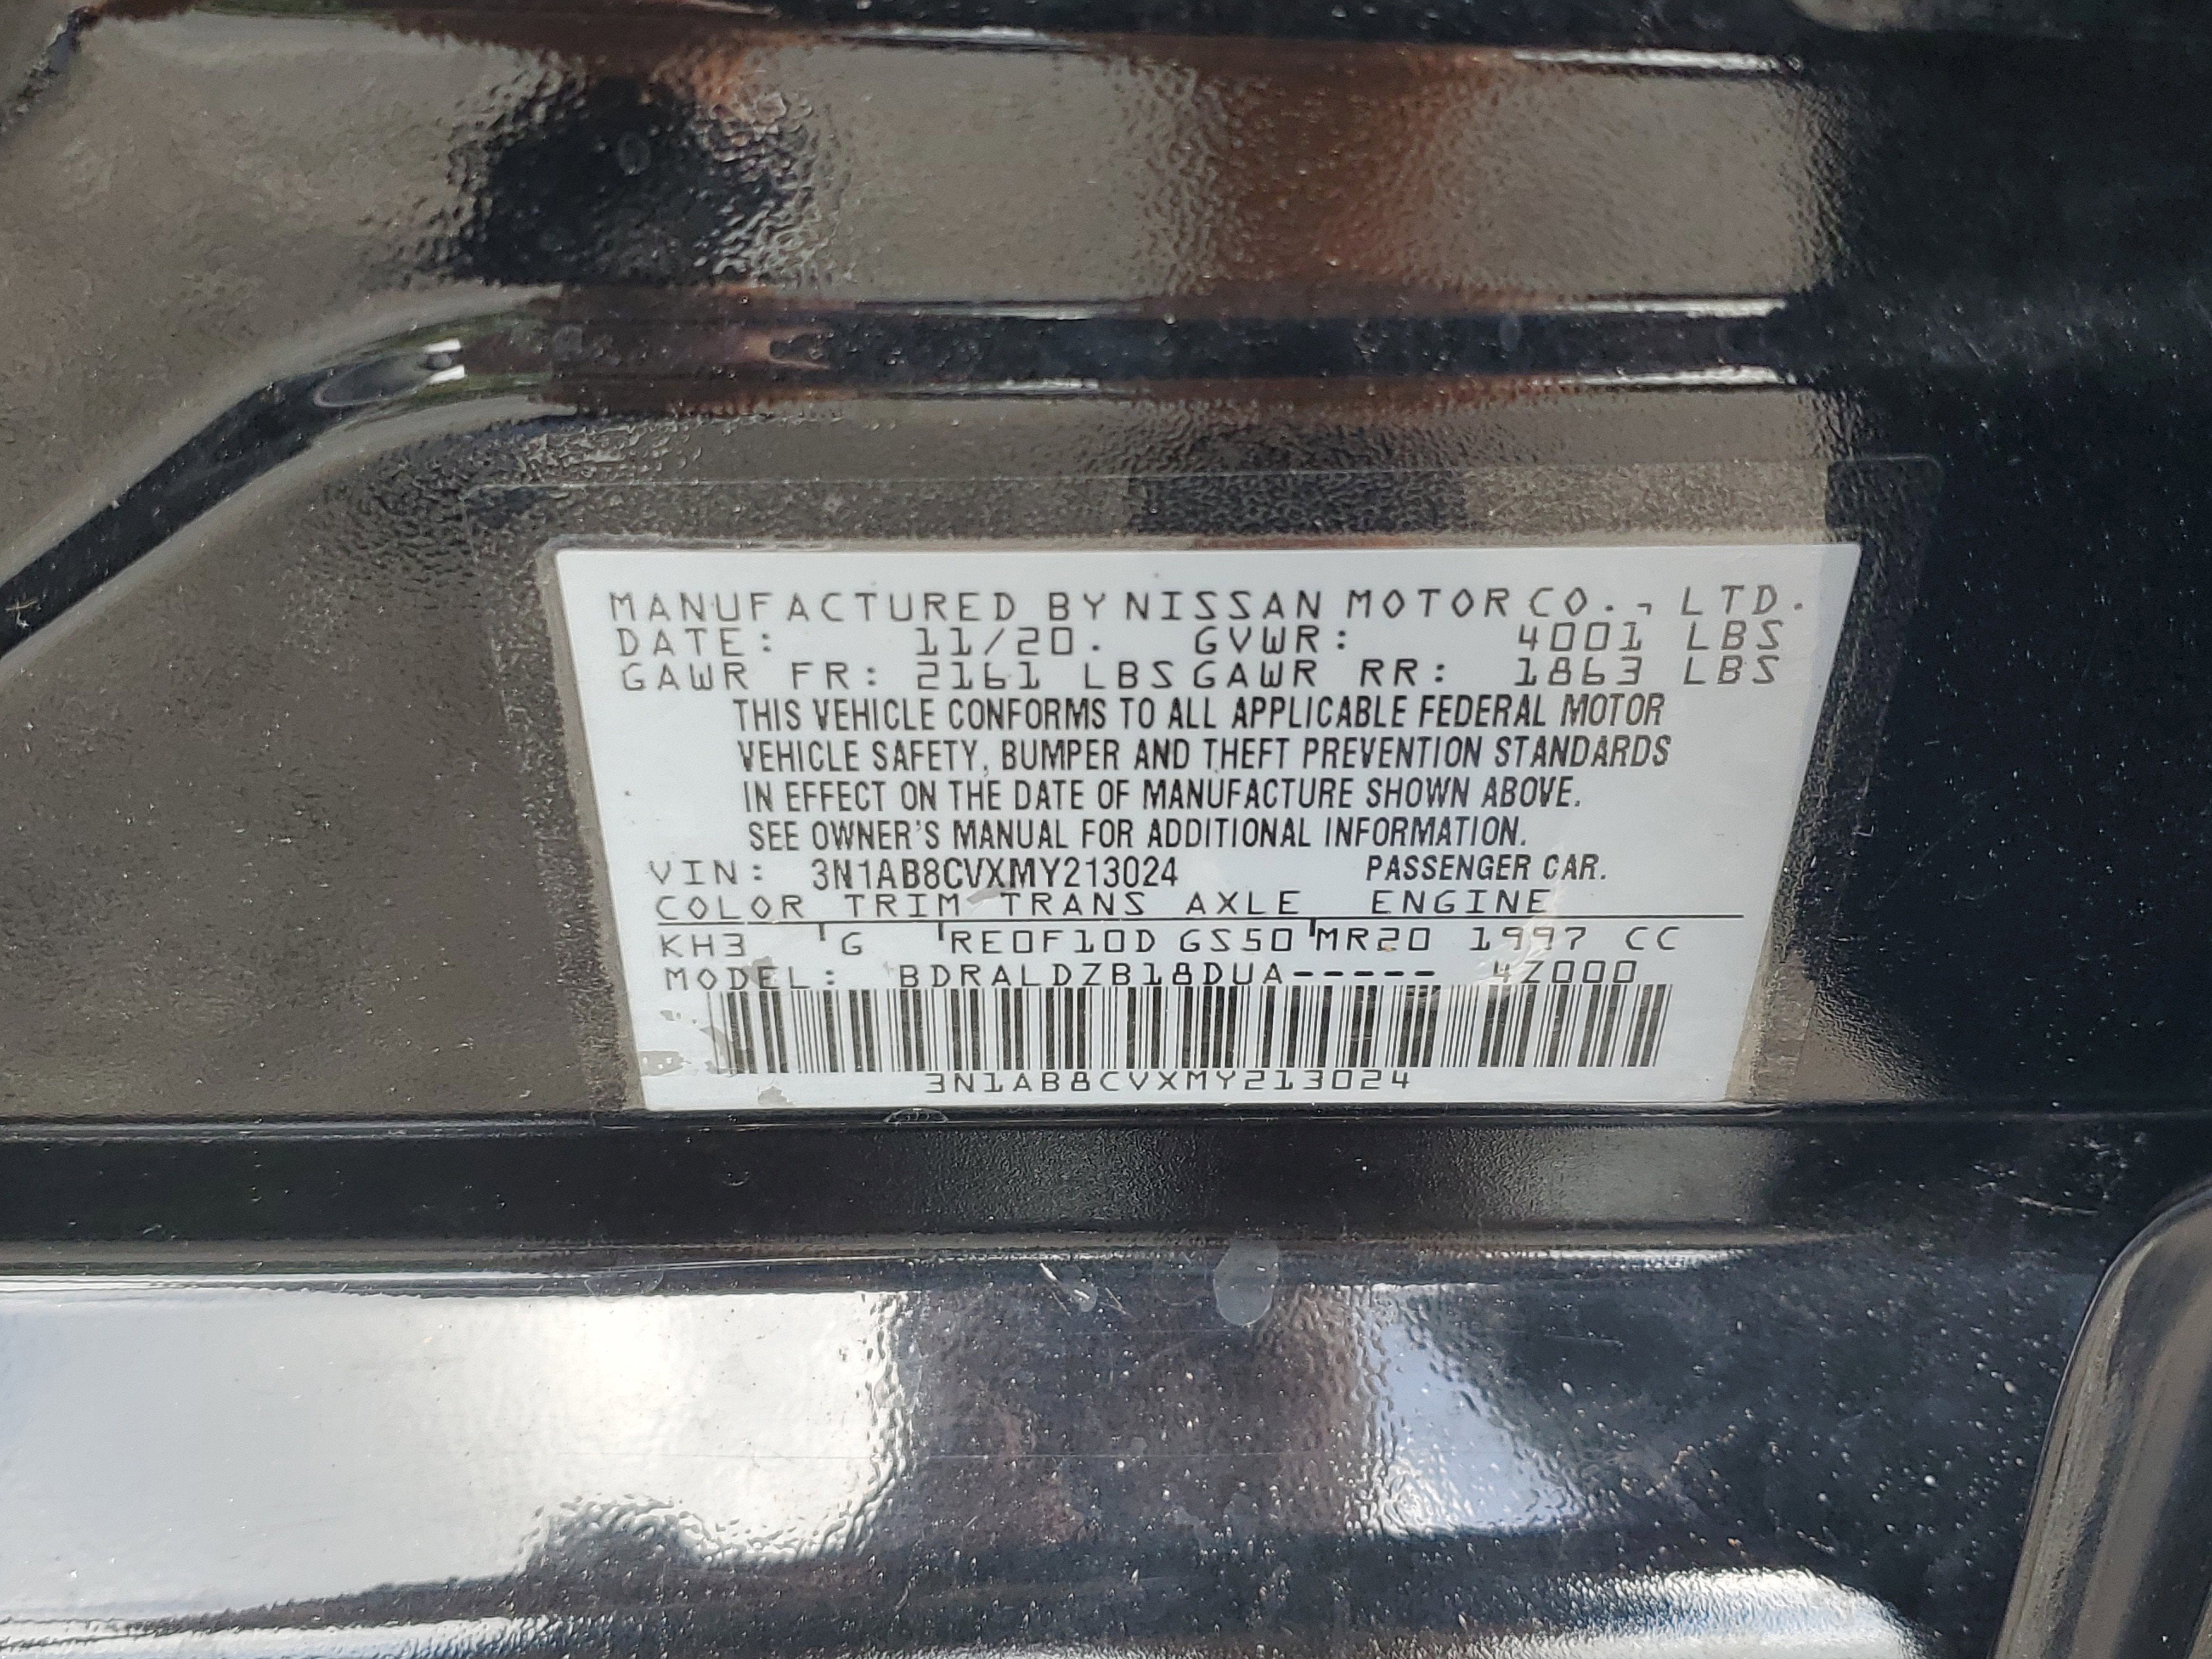 MANUFACTURED BY NISSAN MOTOR CO., LTD.
DATE: 11/20. GVWR: 4001 LBS
GAWR FR: 2161 LBS GAWR RR: 1863 LBS
THIS VEHICLE CONFORMS TO ALL APPLICABLE FEDERAL MOTOR
VEHICLE SAFETY, BUMPER AND THEFT PREVENTION STANDARDS
IN EFFECT ON THE DATE OF MANUFACTURE SHOWN ABOVE.
SEE OWNER'S MANUAL FOR ADDITIONAL INFORMATION.
VIN: 3N1AB8CVXMY213024 PASSENGER CAR.
COLOR TRIM TRANS AXLE ENGINE
KH3 G RE0F10D GS50 MR20 1997 CC
MODEL: BDRALDZB18DUA----- 4Z000
3N1AB8CVXMY213024